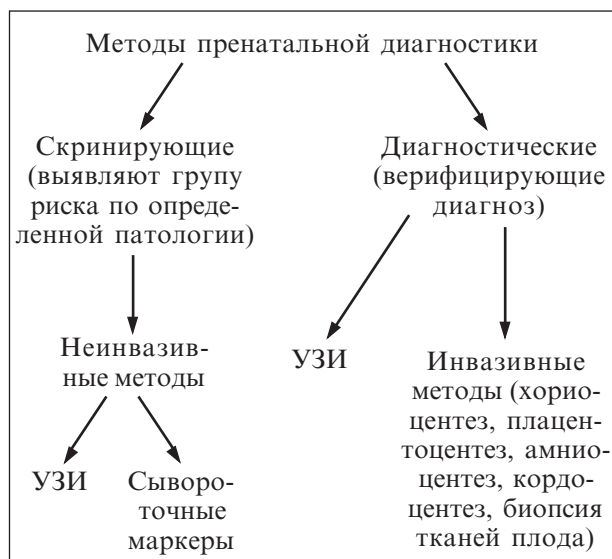 Методы пренатальной диагностики
Скринирующие
(выявляют групу
риска по опреде-
ленной патологии)
Диагностические
(верифицирующие
диагноз)
Неинвазив-
ные методы
УЗИ
Инвазивные
методы (хорио-
центез, плацен-
тоцентез, амнио-
центез, кордо-
центез, биопсия
тканей плода)
УЗИ
Сыворо-
точные
маркеры